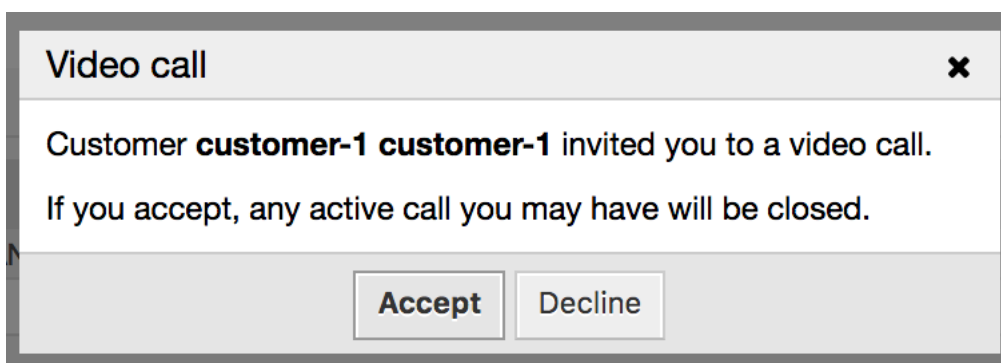 Video call
Customer customer-1 customer-1 invited you to a video call.
If you accept, any active call you may have will be closed.
Accept Decline